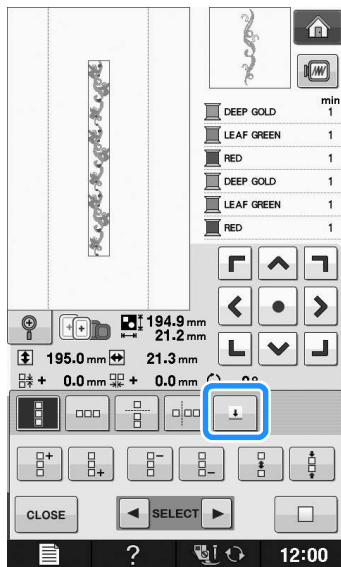 min
DEEP GOLD 1
LEAF GREEN 1
RED 1
DEEP GOLD 1
LEAF GREEN 1
RED 1
194.9 mm
21.2 mm
195.0 mm 21.3 mm
+ 0.0 mm + 0.0 mm
CLOSE SELECT
? 12:00